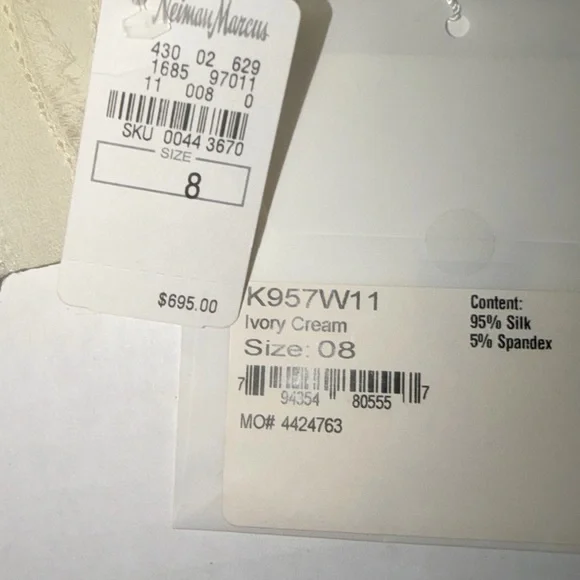 Neiman Marcus
430 02 629
1685 97011
11 008 0
SKU 0044 3670
SIZE
8
$695.00
K957W11
Ivory Cream
Size: 08
7 94354 80555 7
MO# 4424763
Content:
95% Silk
5% Spandex